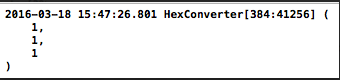 2016-03-18 15:47:26.801 HexConverter[384:41256] (
    1,
    1,
    1
)